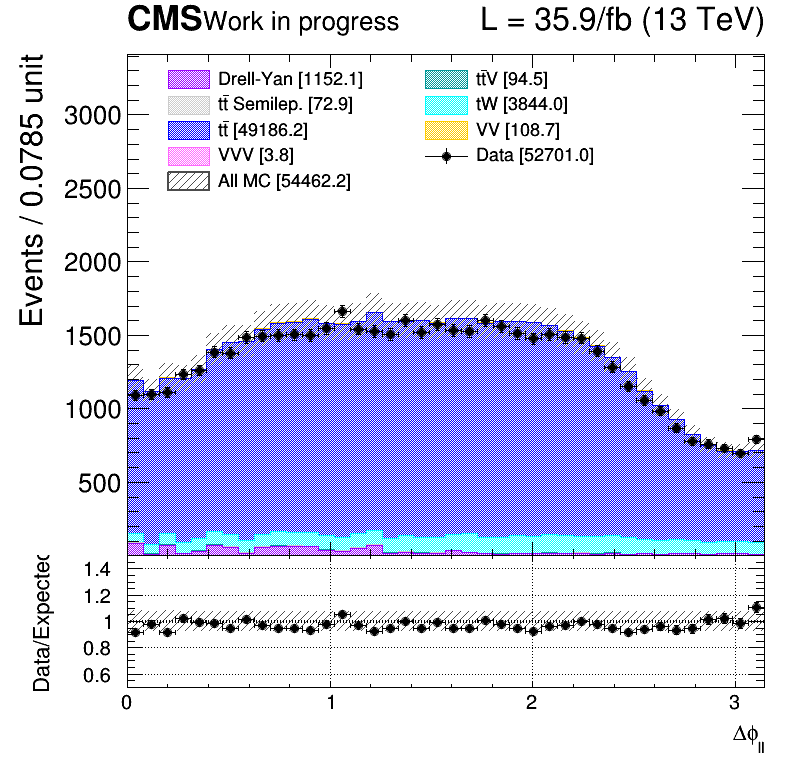 CMS Work in progress L = 35.9/fb (13 TeV)
Events / 0.0785 unit
3000
2500
2000
1500
1000
500
Drell-Yan [1152.1]
tt̄ Semilep. [72.9]
tt̄ [49186.2]
VVV [3.8]
All MC [54462.2]
tt̄V [94.5]
tW [3844.0]
VV [108.7]
Data [52701.0]
Data/Expected
1.4
1.2
1
0.8
0.6
0 1 2 3
Δϕll